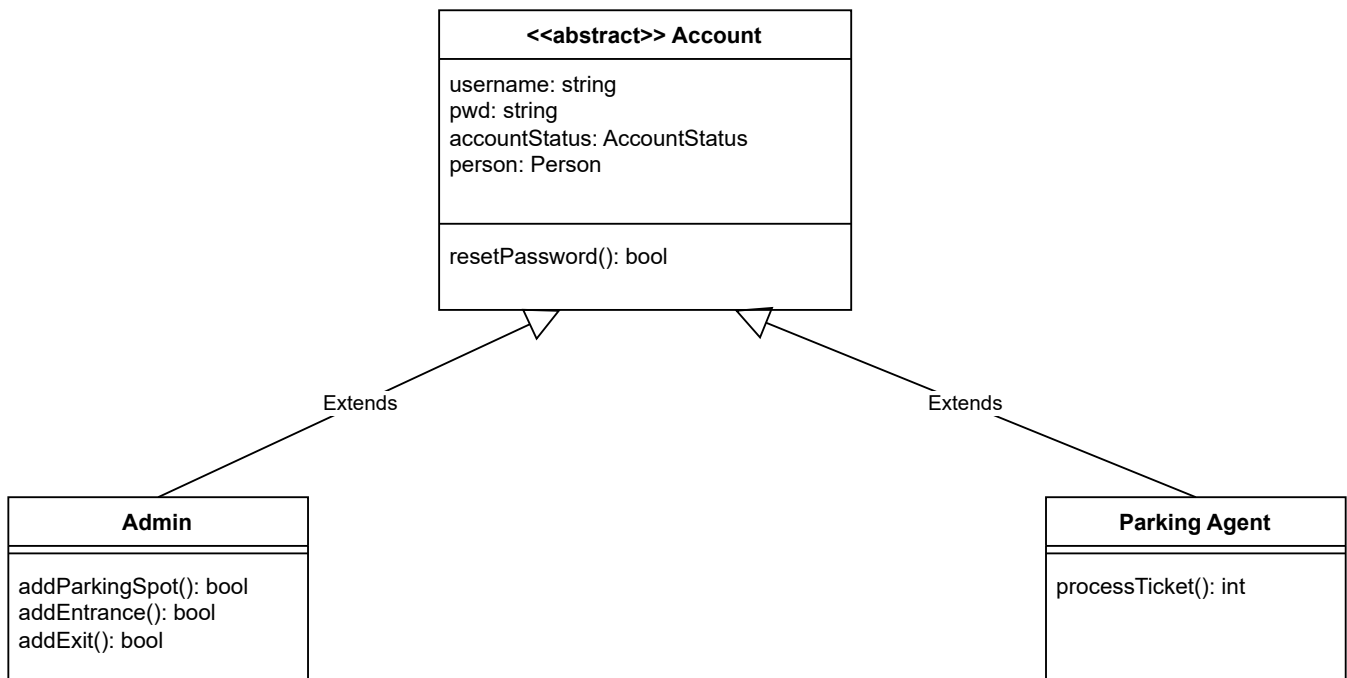 <<abstract>> Account
username: string
pwd: string
accountStatus: AccountStatus
person: Person
resetPassword(): bool
Extends
Extends
Admin
addParkingSpot(): bool
addEntrance(): bool
addExit(): bool
Parking Agent
processTicket(): int